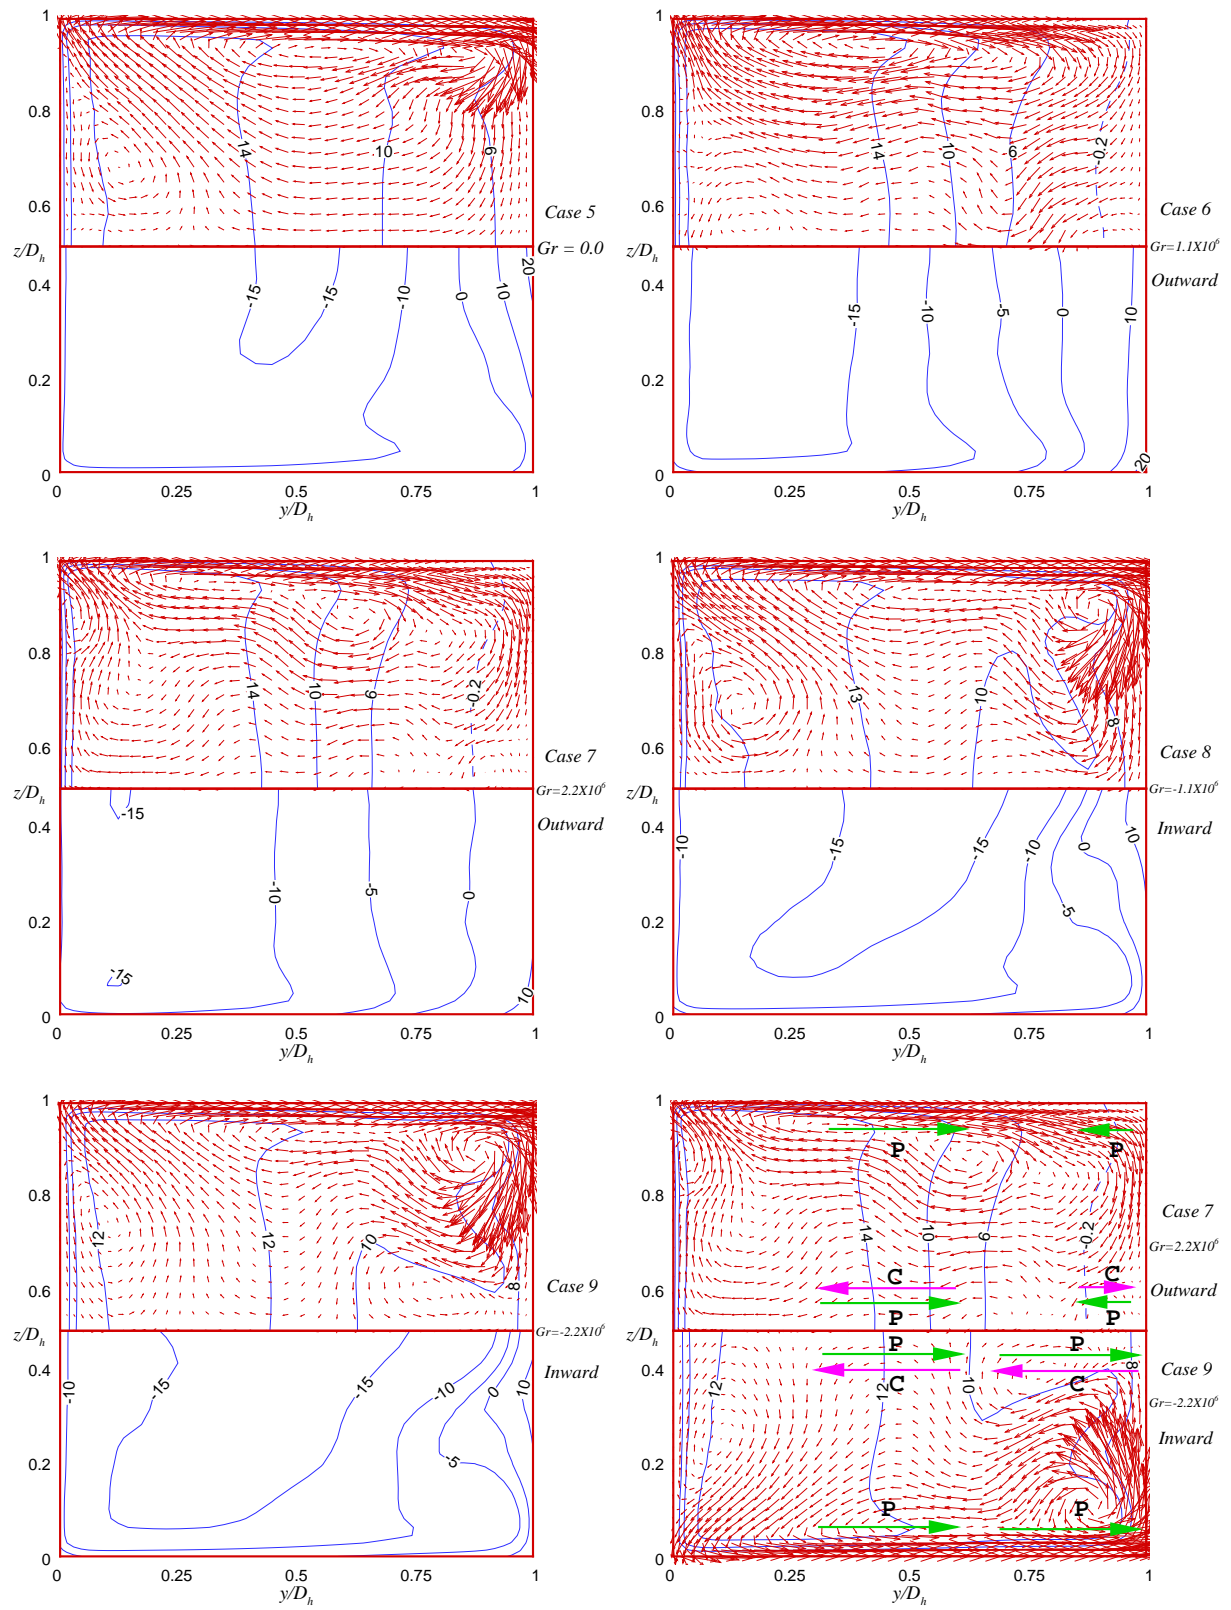 1
0.8
0.6
z/D_h
0.4
0.2
0
14
10
6
-15
-15
-10
0
10
20
Case 5
Gr = 0.0
0 0.25 0.5 0.75 1
y/D_h
1
0.8
0.6
z/D_h
0.4
0.2
0
14
10
6
-0.2
-15
-10
-5
0
10
20
Case 6
Gr=1.1X10^6
Outward
0 0.25 0.5 0.75 1
y/D_h
1
0.8
0.6
z/D_h
0.4
0.2
0
14
10
6
-0.2
-15
-10
-5
0
-15
10
Case 7
Gr=2.2X10^6
Outward
0 0.25 0.5 0.75 1
y/D_h
1
0.8
0.6
z/D_h
0.4
0.2
0
13
10
8
-10
-15
-15
-10
-5
0
10
Case 8
Gr=-1.1X10^6
Inward
0 0.25 0.5 0.75 1
y/D_h
1
0.8
0.6
z/D_h
0.4
0.2
0
12
12
10
8
-10
-15
-15
-10
-5
0
10
Case 9
Gr=-2.2X10^6
Inward
0 0.25 0.5 0.75 1
y/D_h
1
0.8
0.6
z/D_h
0.4
0.2
0
P
P
14
10
6
-0.2
C
C
P
P
Case 7
Gr=2.2X10^6
Outward
P
P
C
C
12
12
10
8
P
P
Case 9
Gr=-2.2X10^6
Inward
0 0.25 0.5 0.75 1
y/D_h